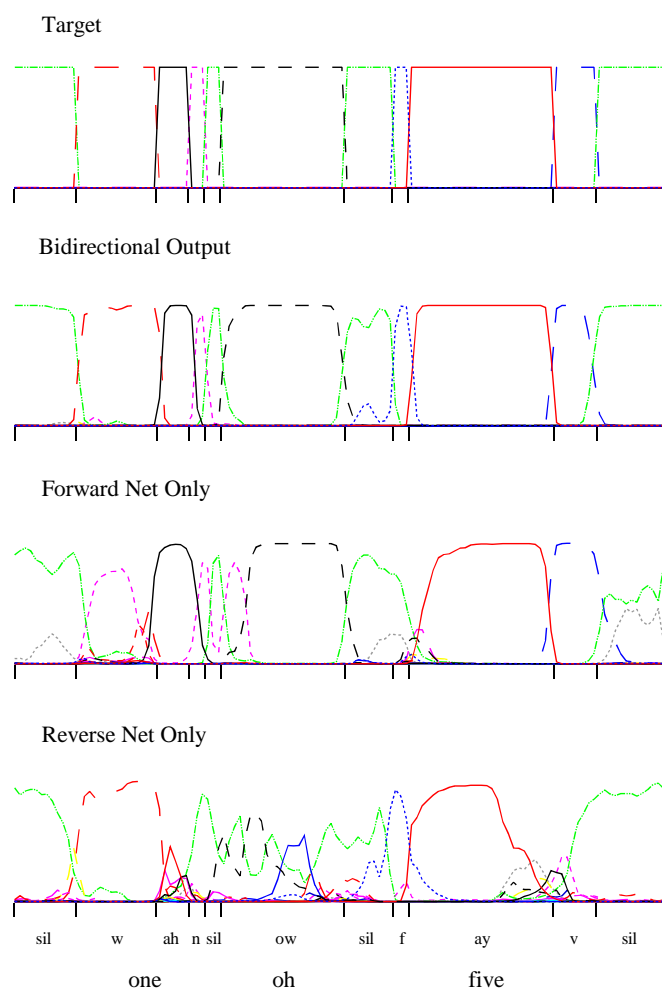 Target
Bidirectional Output
Forward Net Only
Reverse Net Only
sil w ah n sil ow sil f ay v sil
one oh five